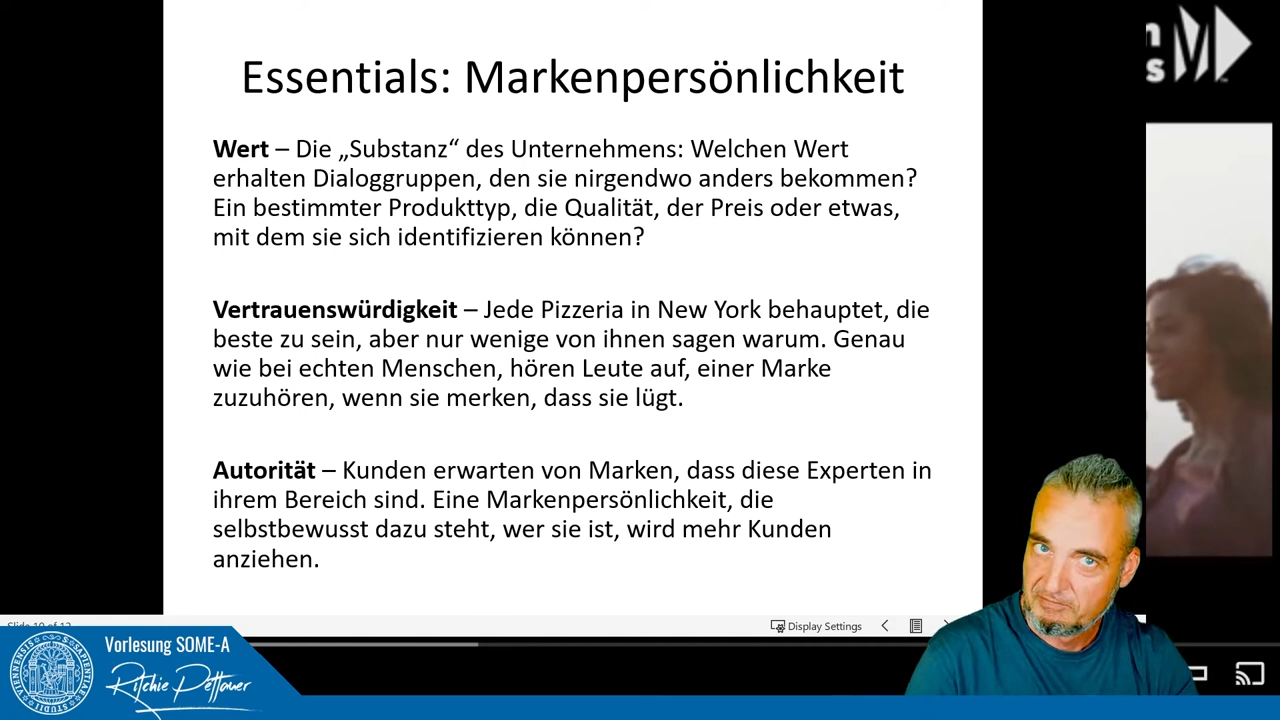 Essentials: Markenpersönlichkeit
Wert – Die „Substanz“ des Unternehmens: Welchen Wert
erhalten Dialoggruppen, den sie nirgendwo anders bekommen?
Ein bestimmter Produkttyp, die Qualität, der Preis oder etwas,
mit dem sie sich identifizieren können?
Vertrauenswürdigkeit – Jede Pizzeria in New York behauptet, die
beste zu sein, aber nur wenige von ihnen sagen warum. Genau
wie bei echten Menschen, hören Leute auf, einer Marke
zuzuhören, wenn sie merken, dass sie lügt.
Autorität – Kunden erwarten von Marken, dass diese Experten in
ihrem Bereich sind. Eine Markenpersönlichkeit, die
selbstbewusst dazu steht, wer sie ist, wird mehr Kunden
anziehen.
Display Settings
Vorlesung SOME-A
Ritchie Pettauer